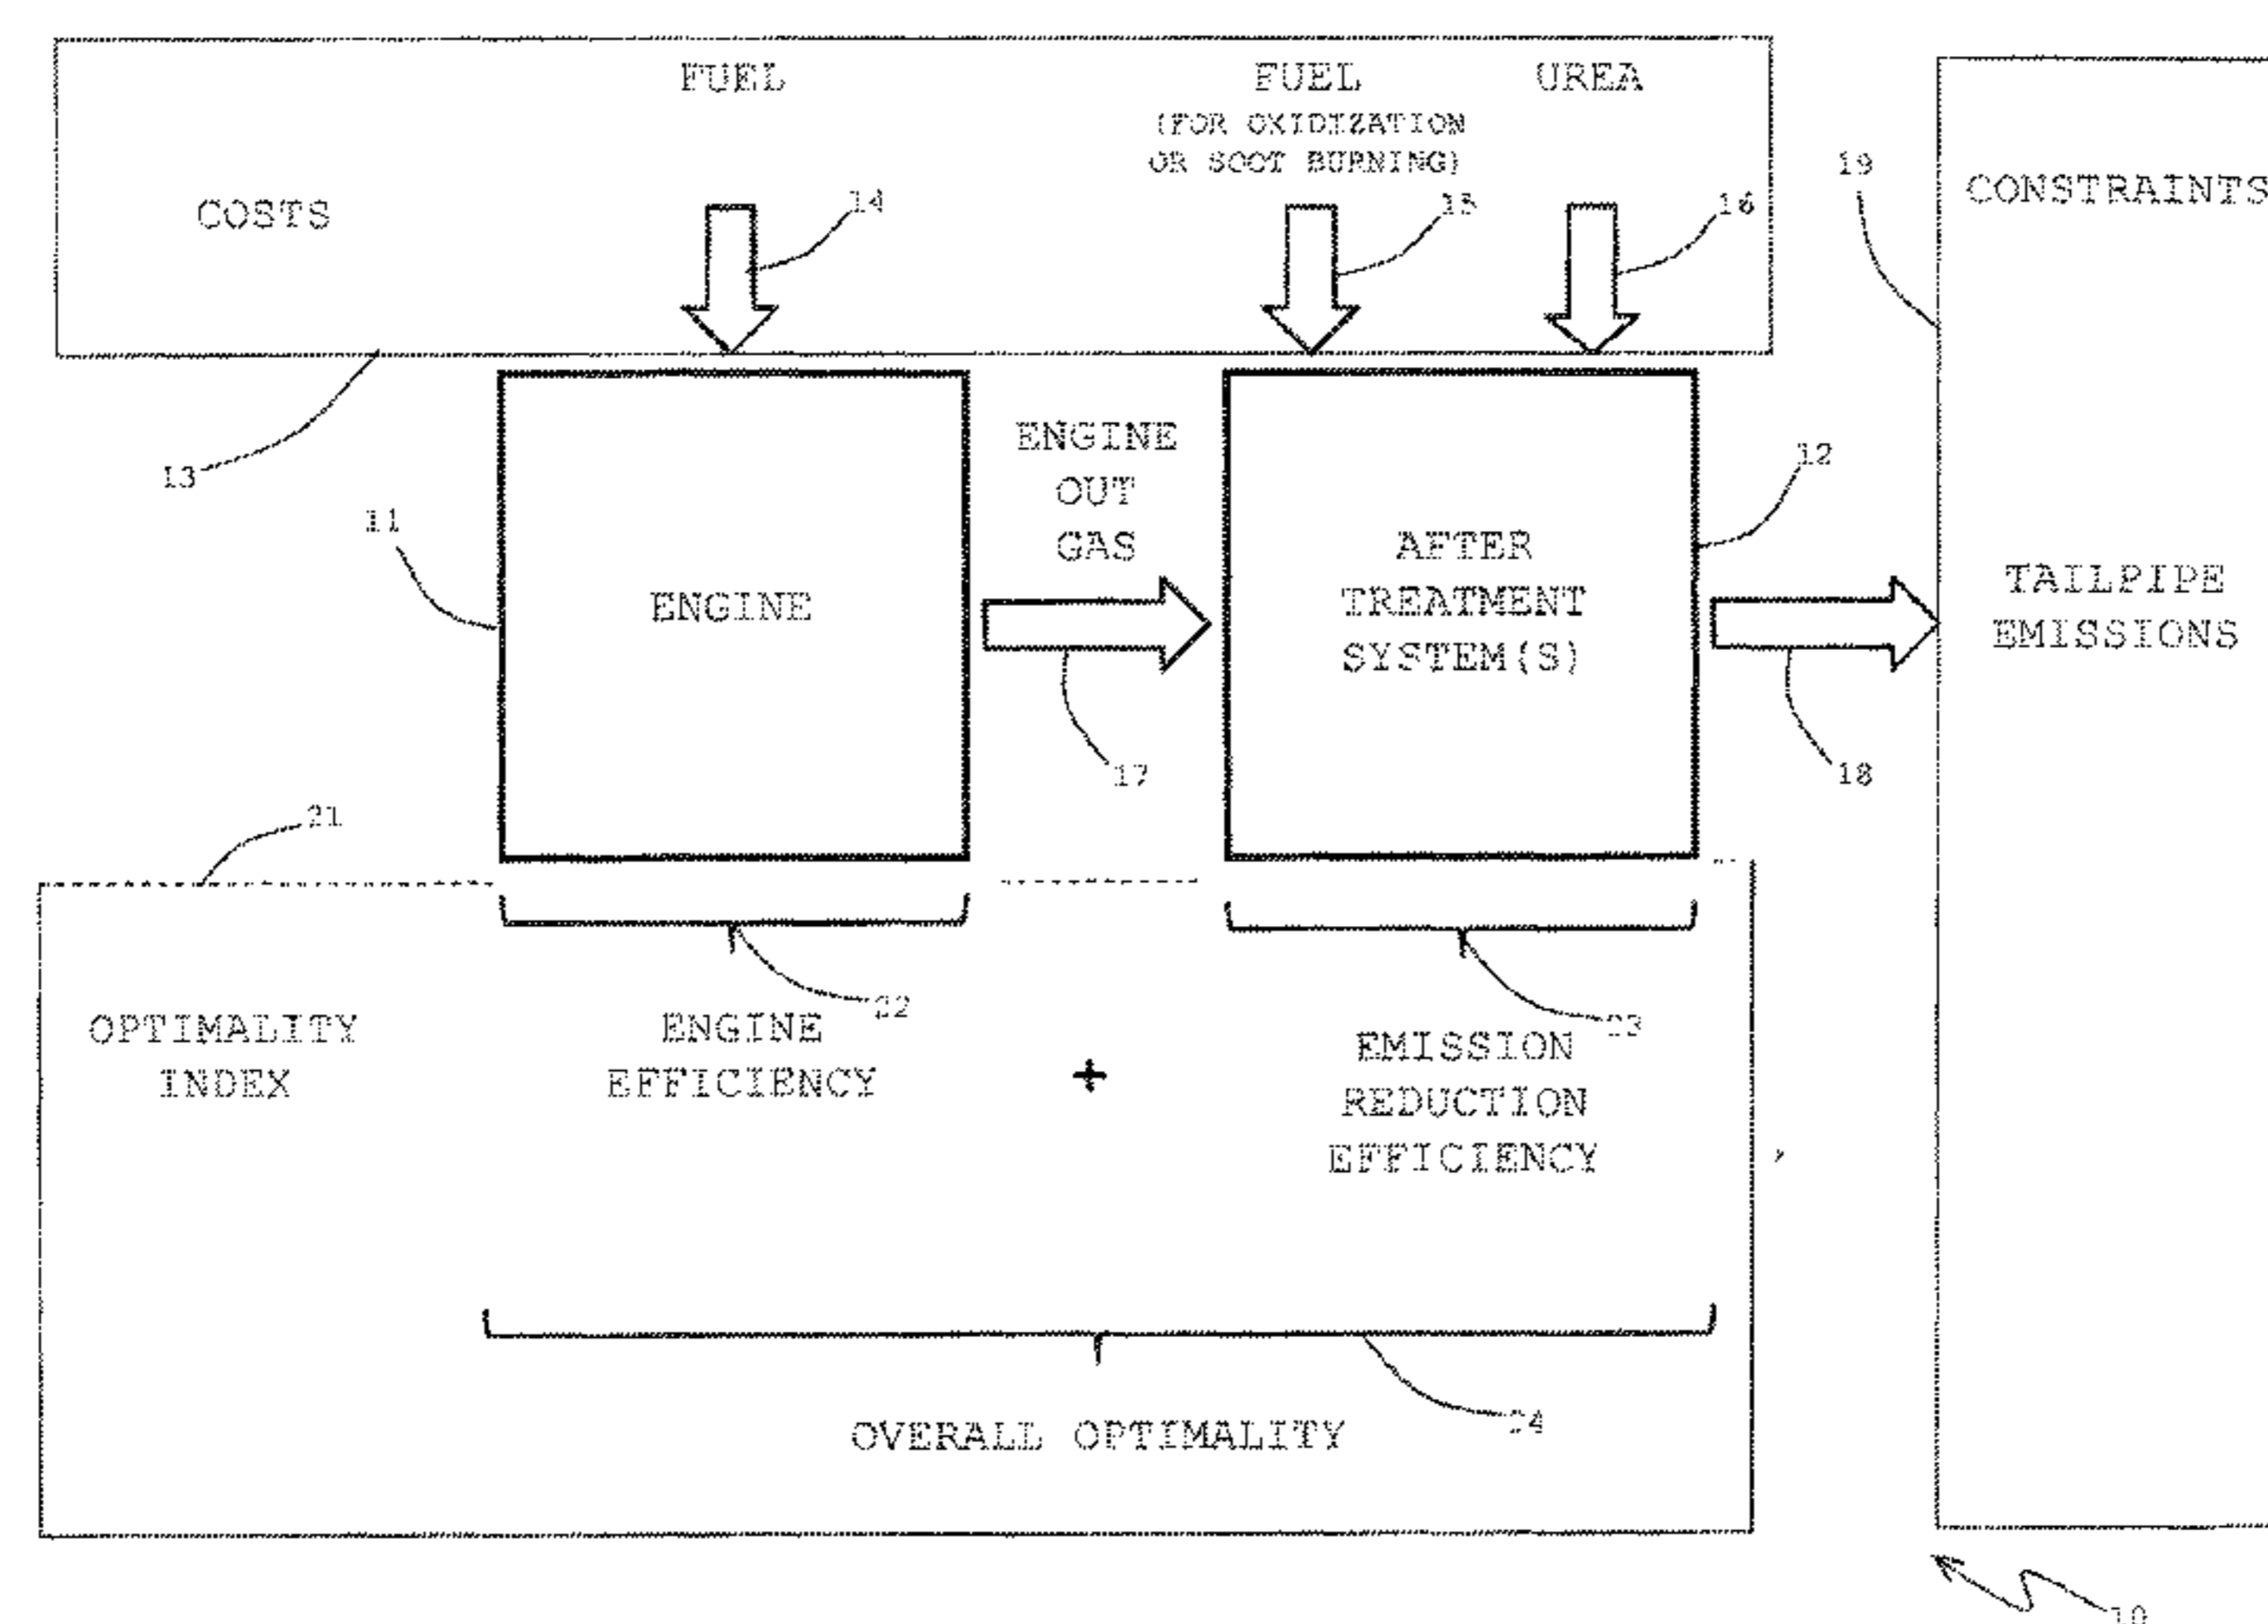 FUEL
FUEL
UREA
(FOR OXIDIZATION
OR SOOT BURNING)
COSTS
14
15
16
19
CONSTRAINTS
13
11
ENGINE
ENGINE
OUT
GAS
17
12
AFTER
TREATMENT
SYSTEM(S)
18
TAILPIPE
EMISSIONS
21
22
23
OPTIMALITY
INDEX
ENGINE
EFFICIENCY
+
EMISSION
REDUCTION
EFFICIENCY
24
OVERALL OPTIMALITY
10